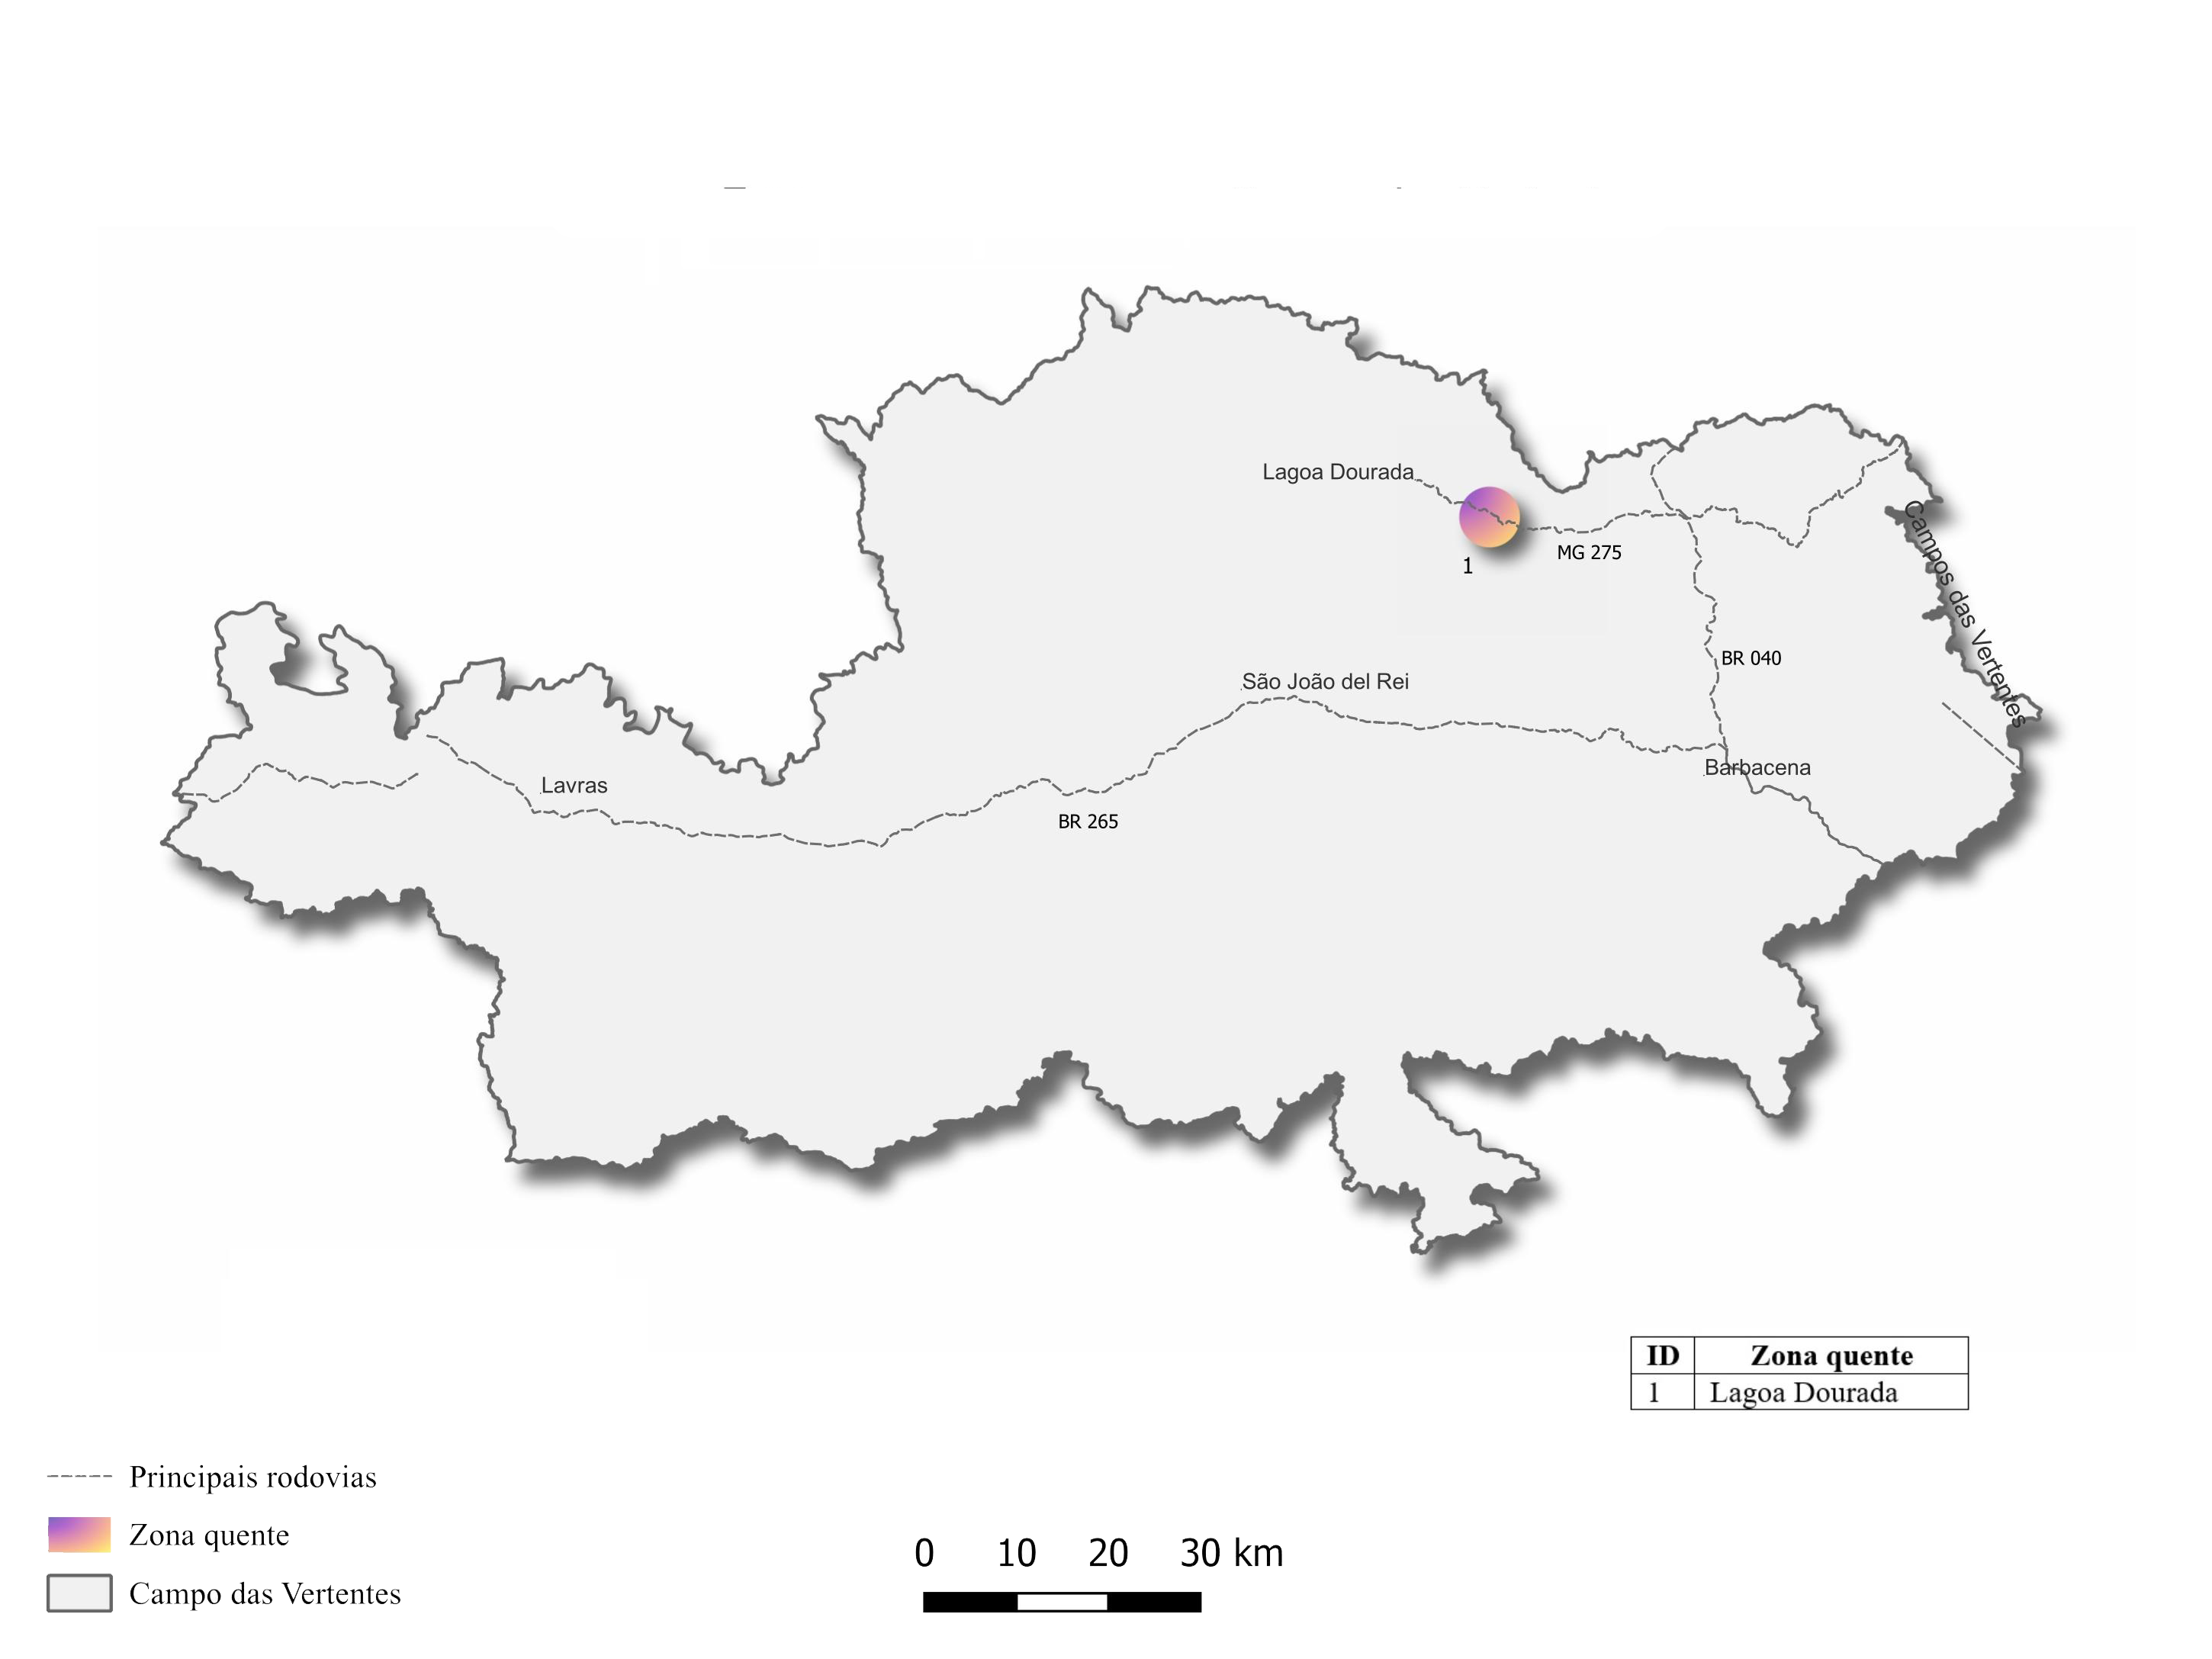 Lagoa Dourada
1
MG 275
Campos das Vertentes
BR 040
São João del Rei
Barbacena
Lavras
BR 265
ID Zona quente
1 Lagoa Dourada
Principais rodovias
Zona quente
Campo das Vertentes
0 10 20 30 km